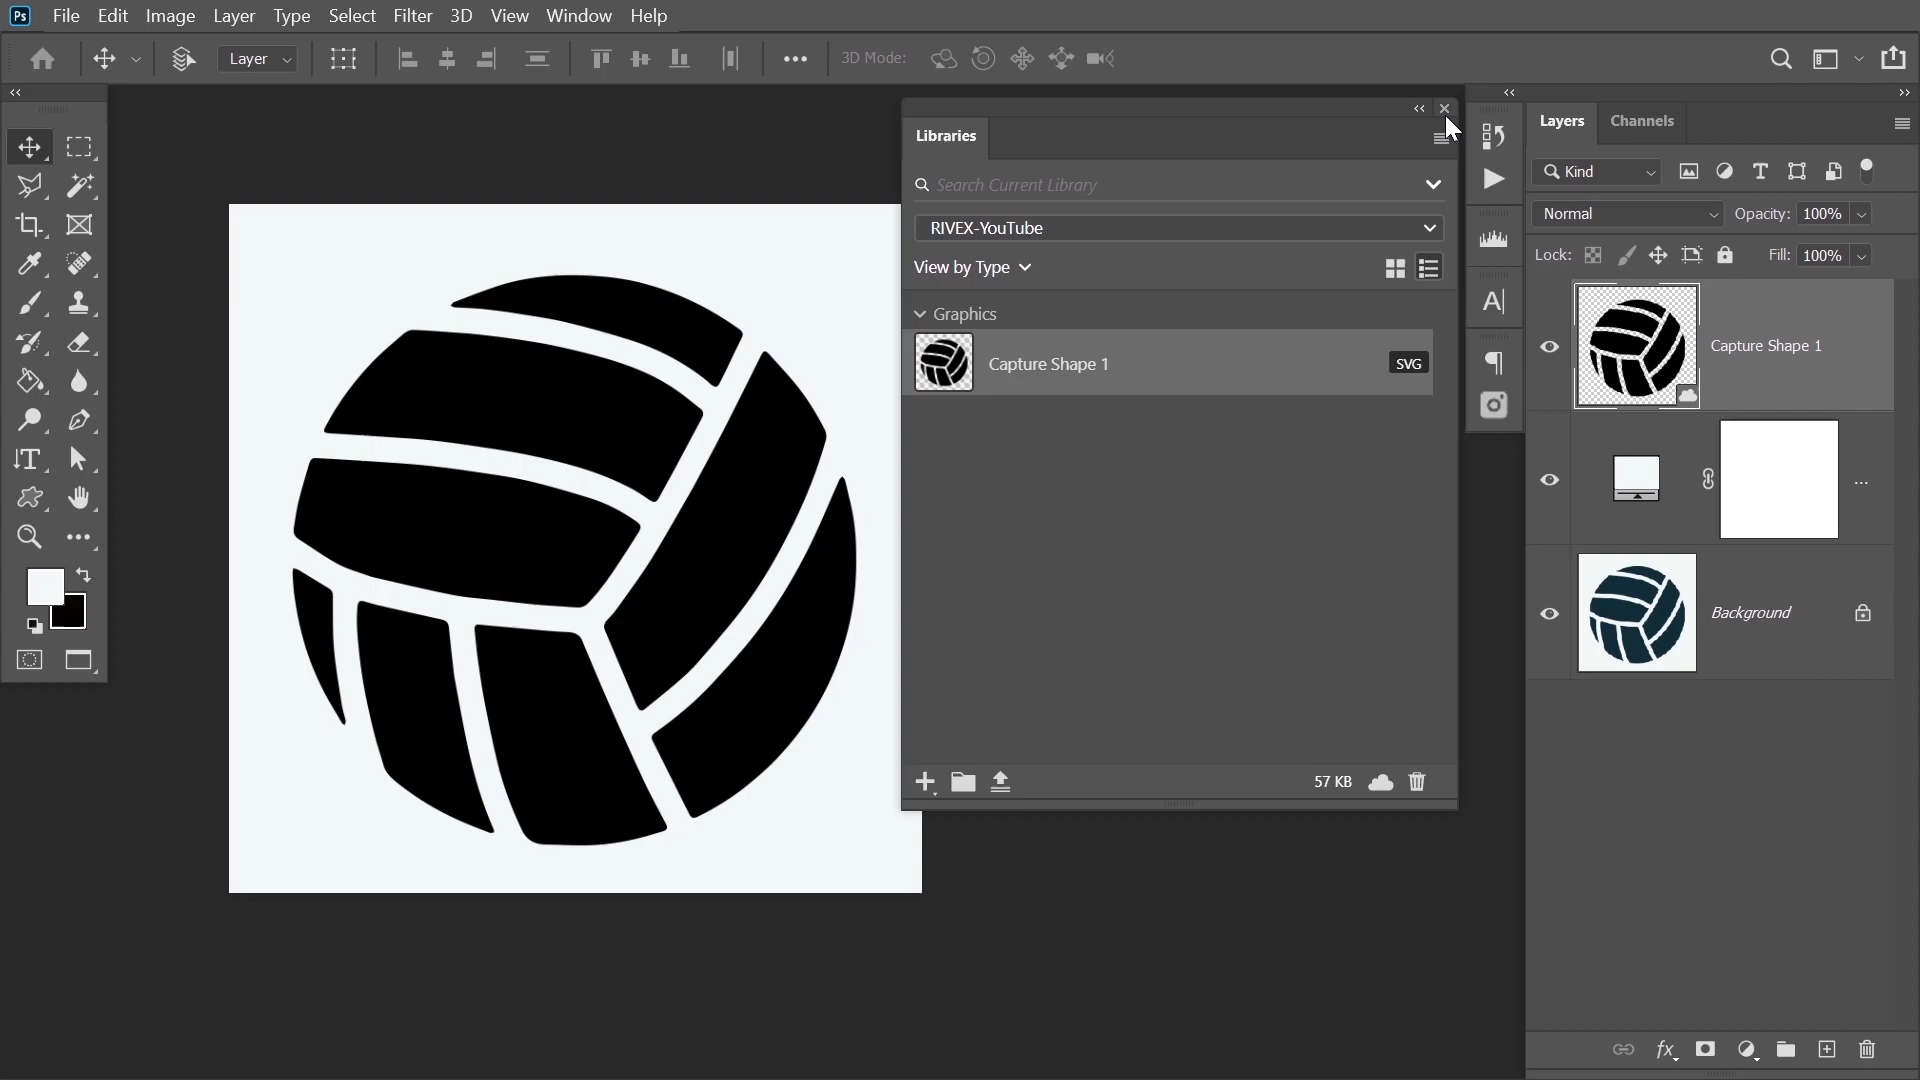 Ps File Edit Image Layer Type Select Filter 3D View Window Help
Layer 3D Mode:
Libraries
Search Current Library
RIVEX-YouTube
View by Type
Graphics
Capture Shape 1 SVG
57 KB
Layers Channels
Kind
Normal Opacity: 100%
Lock: Fill: 100%
Capture Shape 1
Background
fx